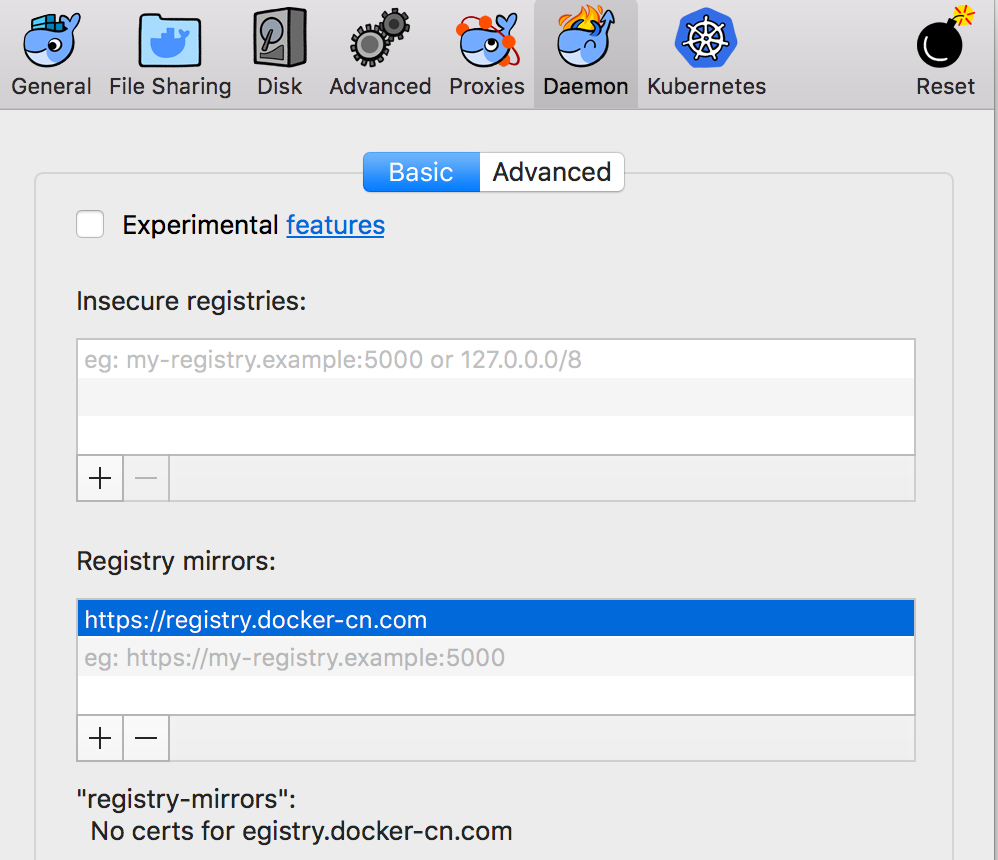 General File Sharing Disk Advanced Proxies Daemon Kubernetes Reset
Basic Advanced
Experimental features
Insecure registries:
eg: my-registry.example:5000 or 127.0.0.0/8
Registry mirrors:
https://registry.docker-cn.com
eg: https://my-registry.example:5000
"registry-mirrors":
No certs for egistry.docker-cn.com